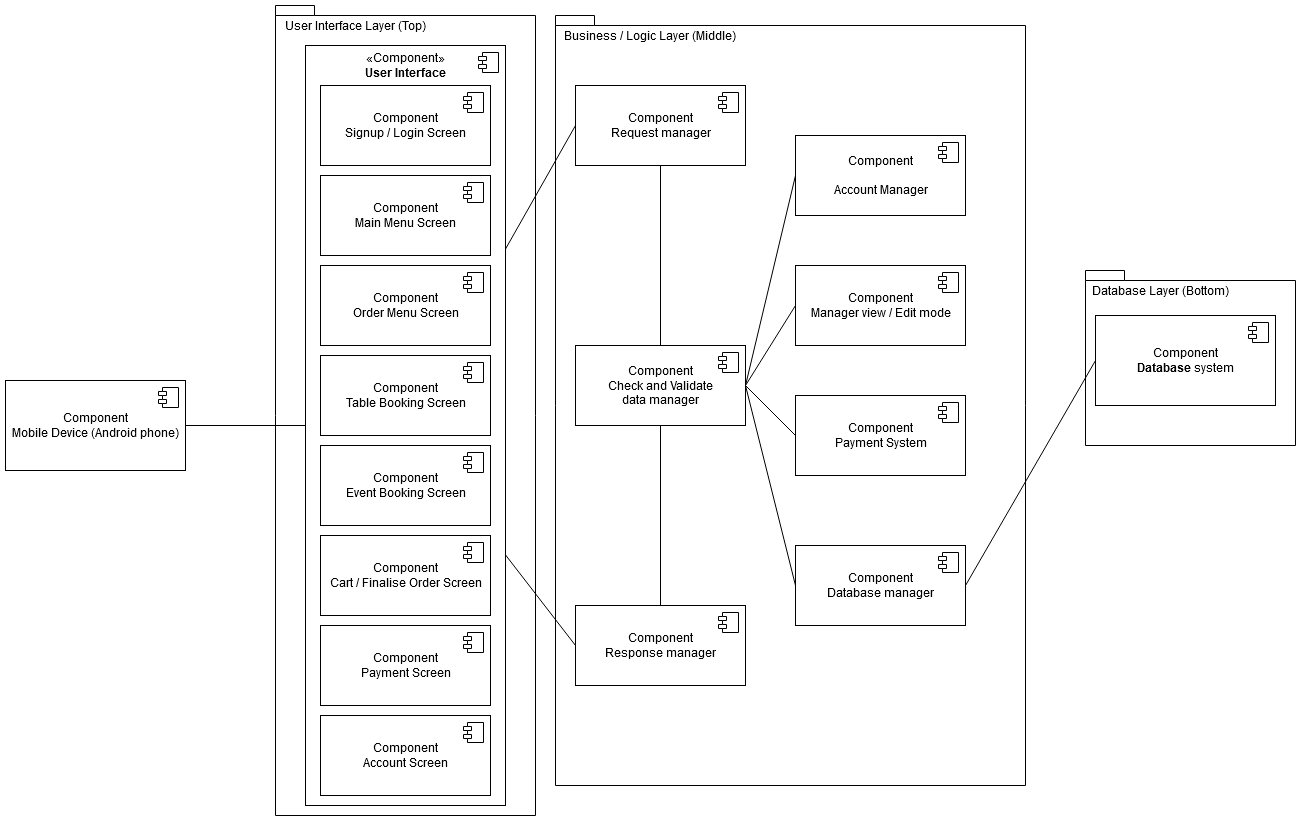 User Interface Layer (Top)
«Component»
User Interface
Component
Signup / Login Screen
Component
Main Menu Screen
Component
Order Menu Screen
Component
Table Booking Screen
Component
Event Booking Screen
Component
Cart / Finalise Order Screen
Component
Payment Screen
Component
Account Screen
Component
Mobile Device (Android phone)
Business / Logic Layer (Middle)
Component
Request manager
Component
Check and Validate
data manager
Component
Response manager
Component
Account Manager
Component
Manager view / Edit mode
Component
Payment System
Component
Database manager
Database Layer (Bottom)
Component
Database system